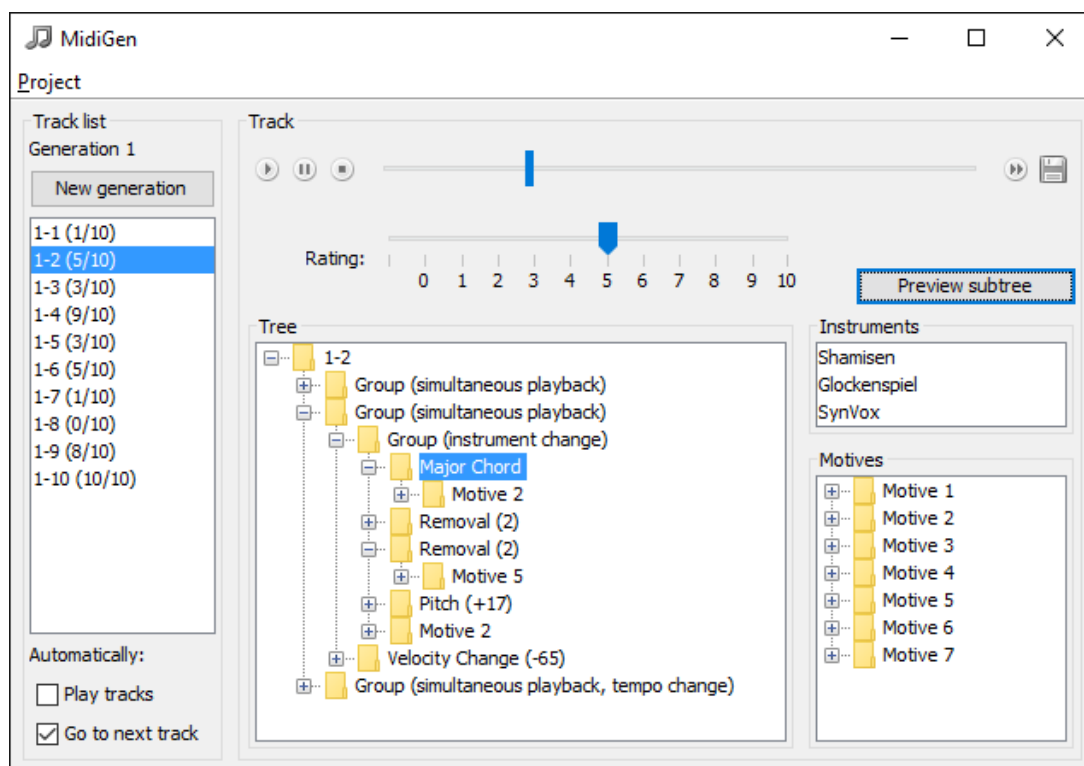 MidiGen
Project
Track list
Generation 1
New generation
1-1 (1/10)
1-2 (5/10)
1-3 (3/10)
1-4 (9/10)
1-5 (3/10)
1-6 (5/10)
1-7 (1/10)
1-8 (0/10)
1-9 (8/10)
1-10 (10/10)
Automatically:
Play tracks
Go to next track
Track
Rating:
0 1 2 3 4 5 6 7 8 9 10
Preview subtree
Tree
1-2
Group (simultaneous playback)
Group (simultaneous playback)
Group (instrument change)
Major Chord
Motive 2
Removal (2)
Removal (2)
Motive 5
Pitch (+17)
Motive 2
Velocity Change (-65)
Group (simultaneous playback, tempo change)
Instruments
Shamisen
Glockenspiel
SynVox
Motives
Motive 1
Motive 2
Motive 3
Motive 4
Motive 5
Motive 6
Motive 7